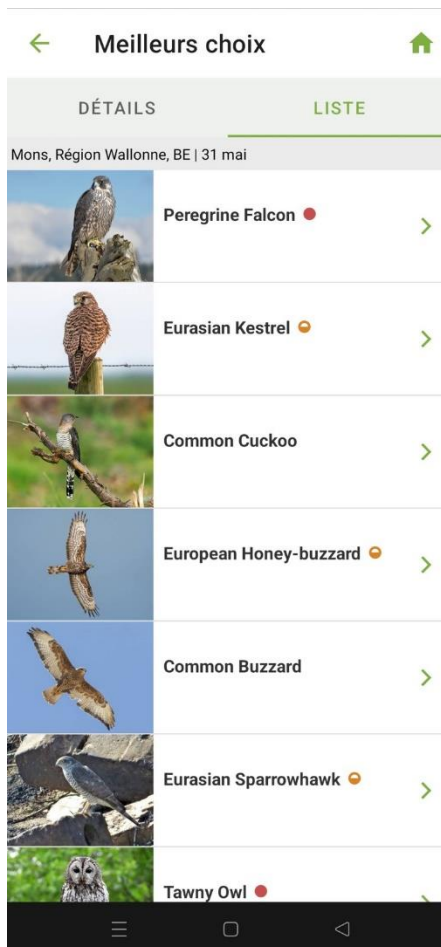 Meilleurs choix
DÉTAILS LISTE
Mons, Région Wallonne, BE | 31 mai
Peregrine Falcon
Eurasian Kestrel
Common Cuckoo
European Honey-buzzard
Common Buzzard
Eurasian Sparrowhawk
Tawny Owl